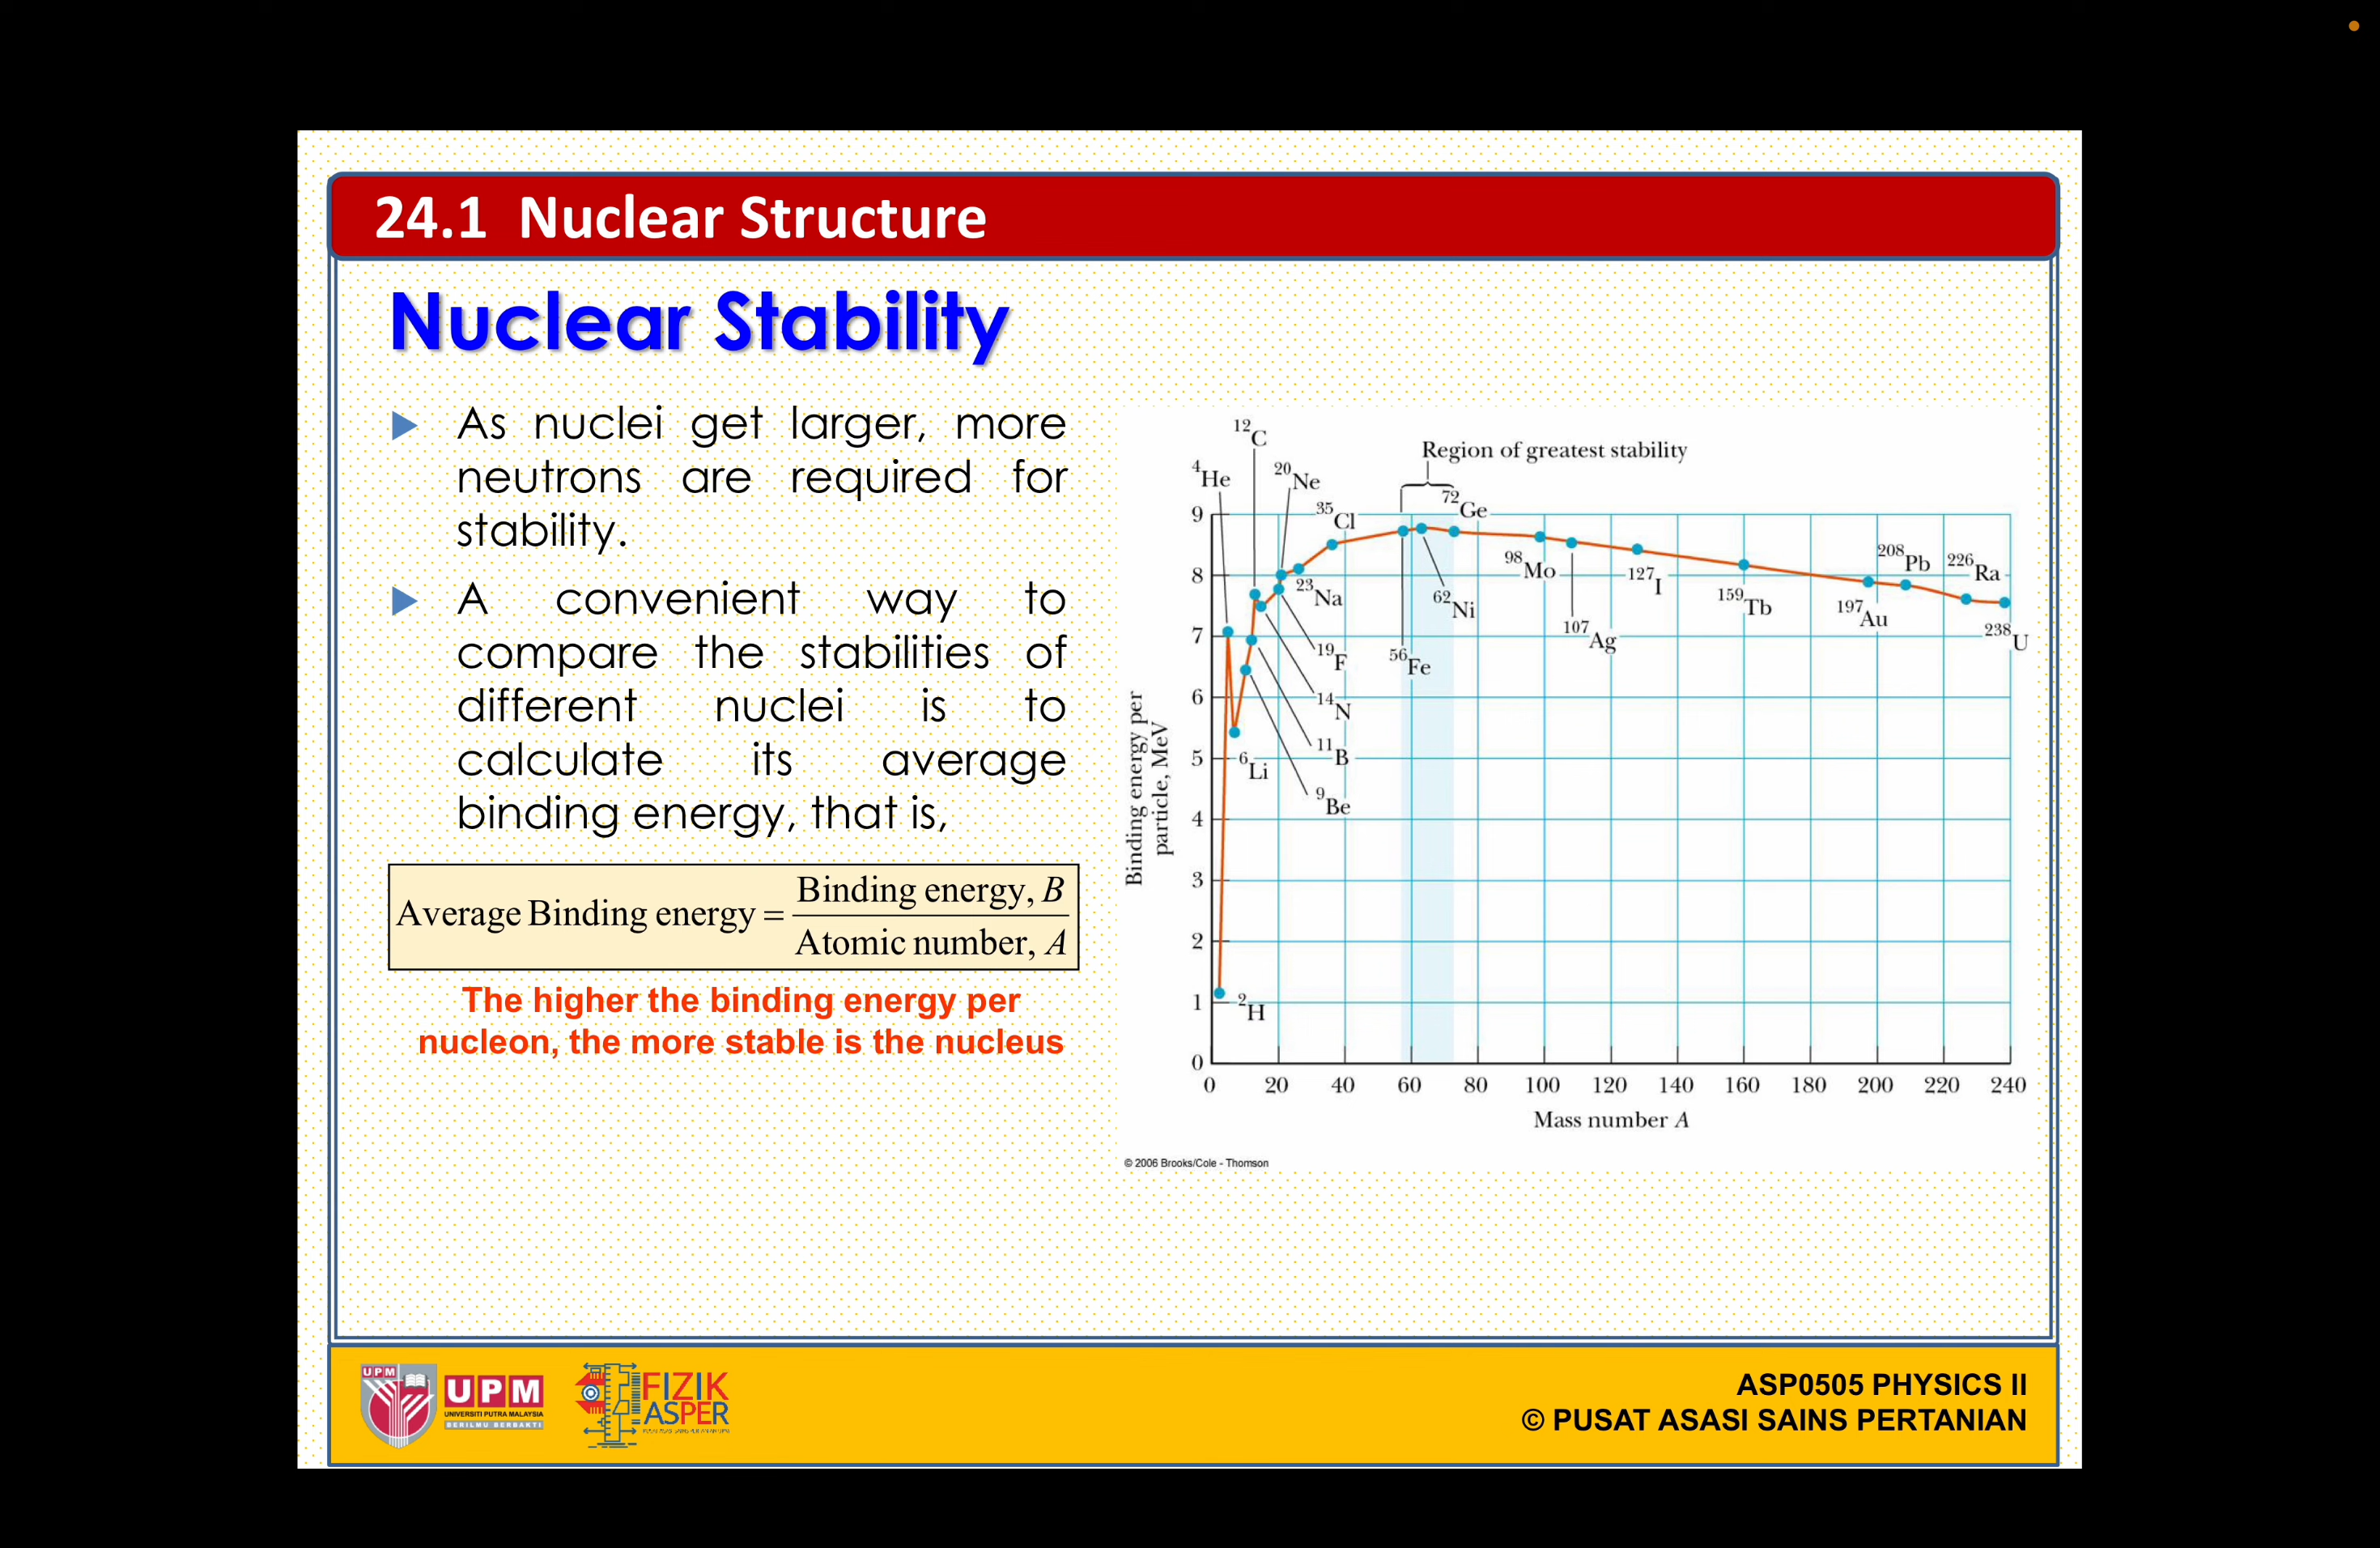 24.1 Nuclear Structure
Nuclear Stability
As nuclei get larger, more
neutrons are required for
stability.
A convenient way to
compare the stabilities of
different nuclei is to
calculate its average
binding energy, that is,
Average Binding energy = Binding energy, B / Atomic number, A
The higher the binding energy per
nucleon, the more stable is the nucleus
Region of greatest stability
¹²C
⁴He
²⁰Ne
³⁵Cl
⁷²Ge
⁹⁸Mo
²⁰⁸Pb
²²⁶Ra
²³Na
⁶²Ni
¹²⁷I
¹⁵⁹Tb
¹⁹⁷Au
²³⁸U
¹⁰⁷Ag
¹⁹F
⁵⁶Fe
¹⁴N
¹¹B
⁶Li
⁹Be
²H
Binding energy per
particle, MeV
9
8
7
6
5
4
3
2
1
0
0 20 40 60 80 100 120 140 160 180 200 220 240
Mass number A
© 2006 Brooks/Cole - Thomson
UPM
UPM
UNIVERSITI PUTRA MALAYSIA
BERILMU BERBAKTI
FIZIK
ASPER
ASP0505 PHYSICS II
© PUSAT ASASI SAINS PERTANIAN